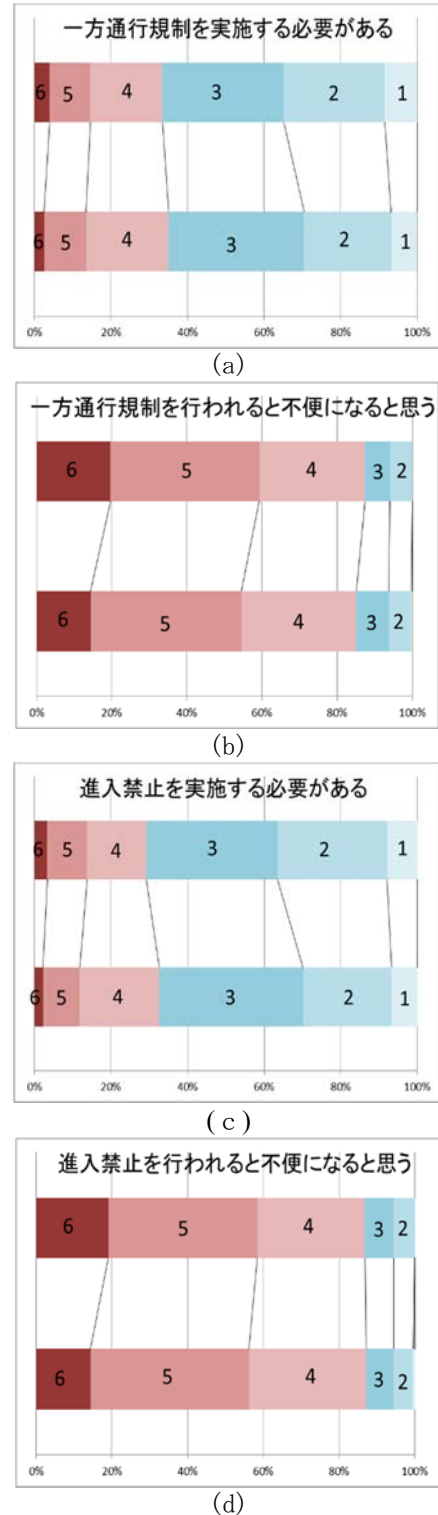 一方通行規制を実施する必要がある
6 5 4 3 2 1
6 5 4 3 2 1
0% 20% 40% 60% 80% 100%
(a)
一方通行規制を行われると不便になると思う
6 5 4 3 2
6 5 4 3 2
0% 20% 40% 60% 80% 100%
(b)
進入禁止を実施する必要がある
6 5 4 3 2 1
6 5 4 3 2 1
0% 20% 40% 60% 80% 100%
(c)
進入禁止を行われると不便になると思う
6 5 4 3 2
6 5 4 3 2
0% 20% 40% 60% 80% 100%
(d)